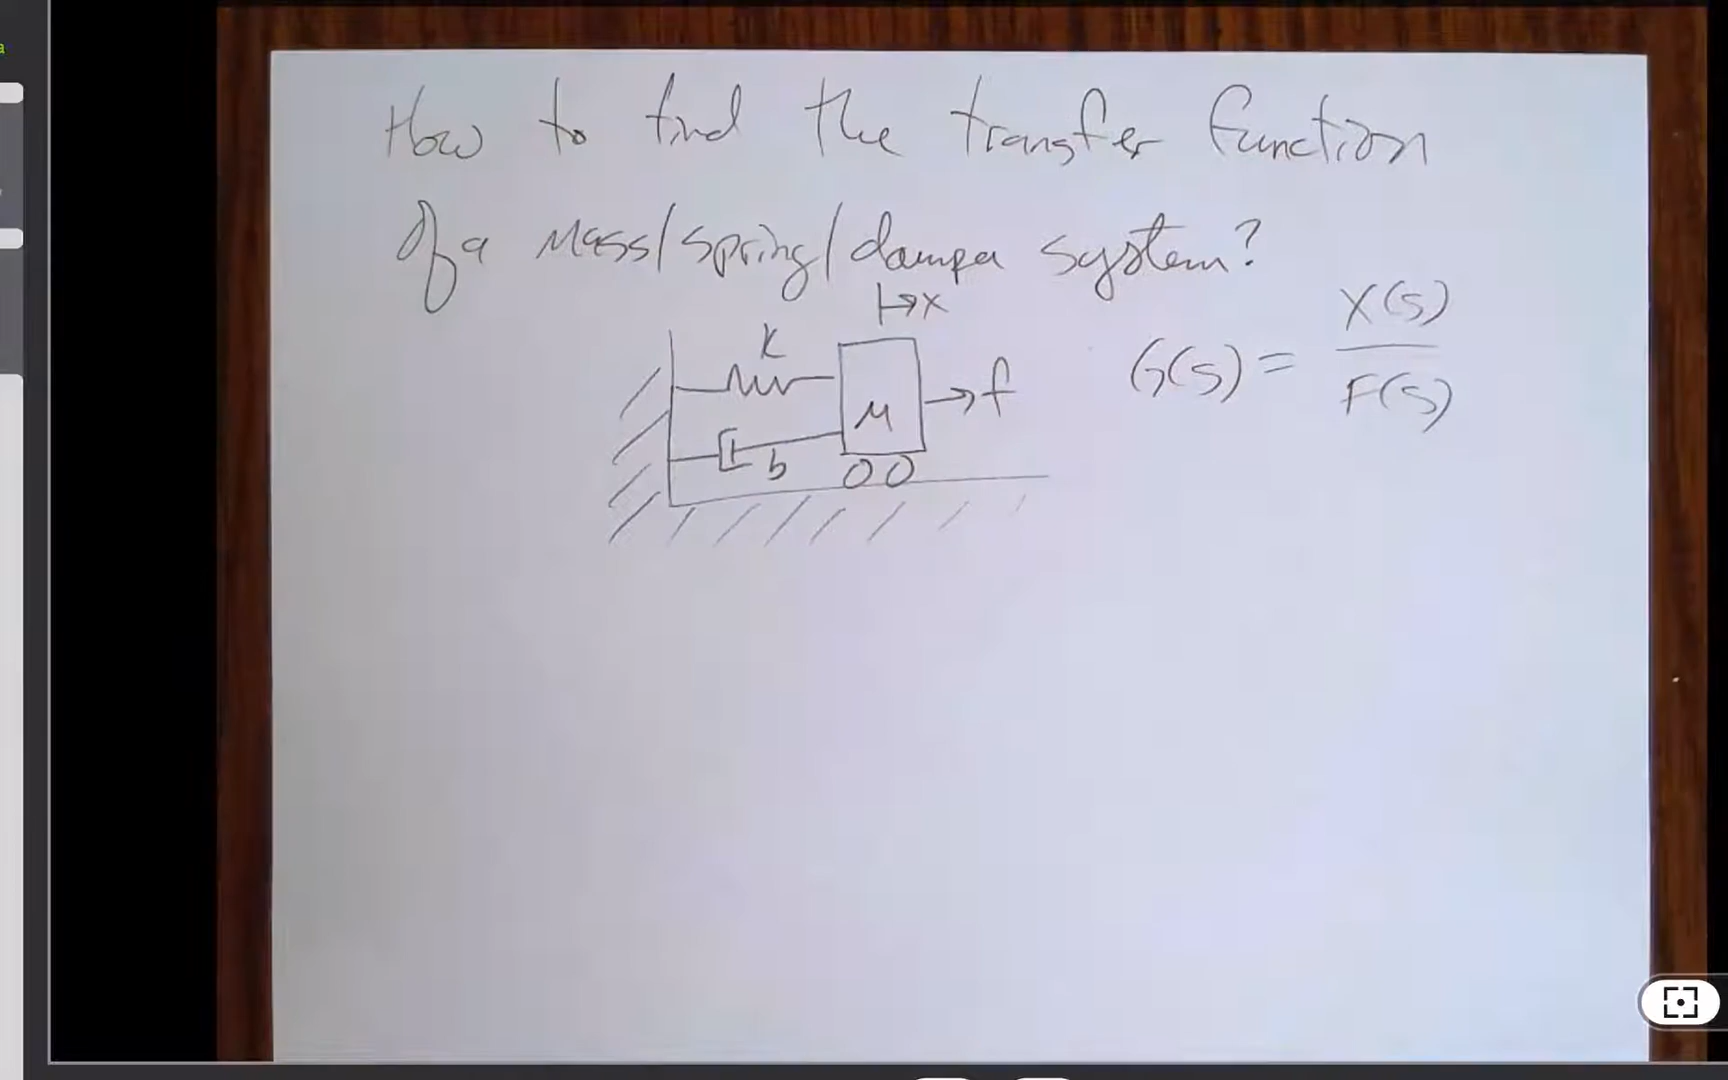 How to find the transfer function
of a mass/spring/damper system?
↦x
k
M
→f
b
G(s) = X(s)
F(s)
a